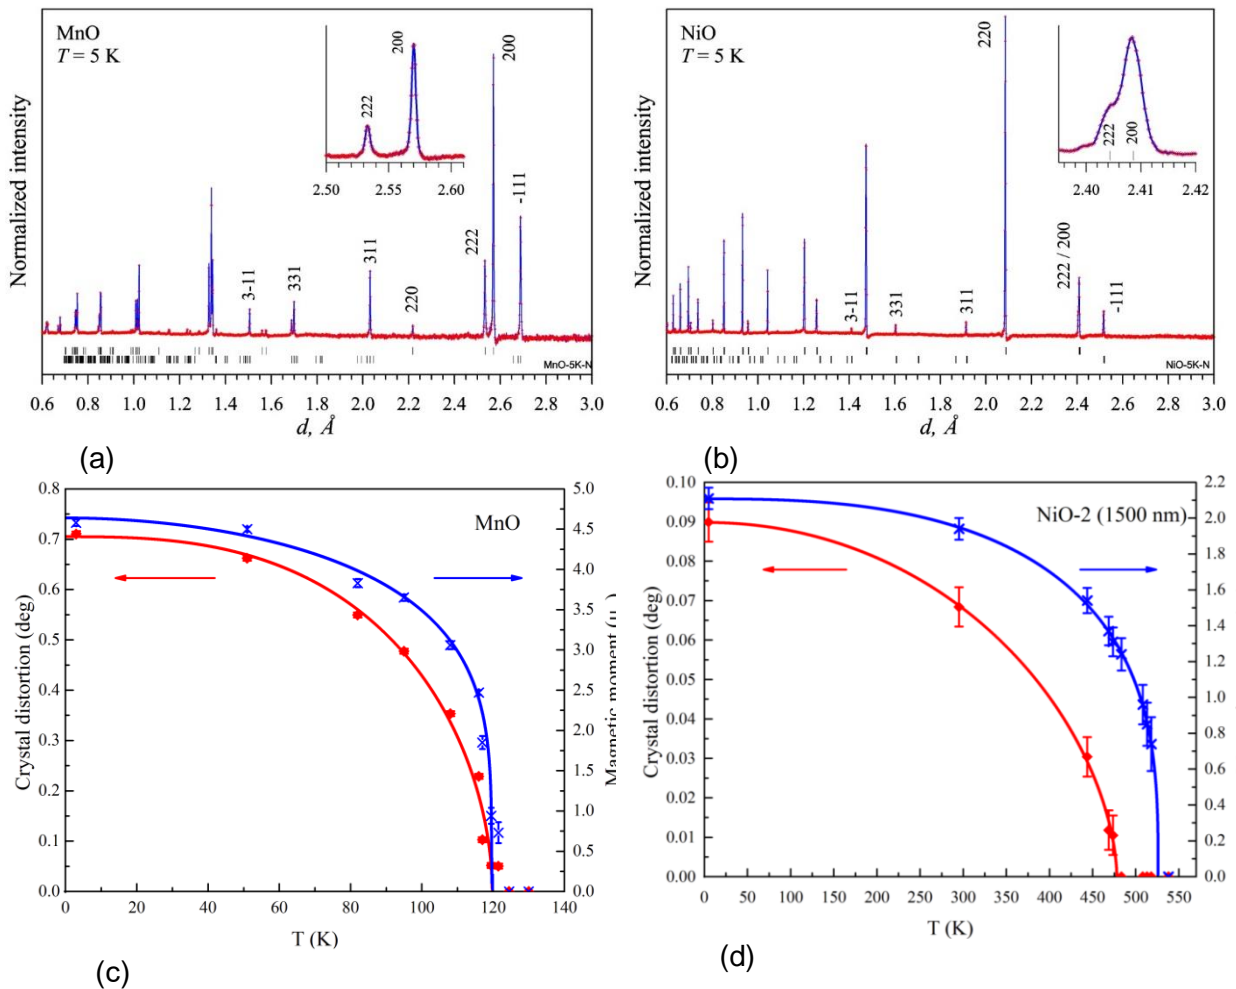 MnO
T = 5 K
Normalized intensity
222
200
2.50 2.55 2.60
3-11
331
311
220
222
200
-111
MnO-5K-N
0.6 0.8 1.0 1.2 1.4 1.6 1.8 2.0 2.2 2.4 2.6 2.8 3.0
d, Å
(a)
NiO
T = 5 K
Normalized intensity
220
222
200
2.40 2.41 2.42
3-11
331
311
222 / 200
-111
NiO-5K-N
0.6 0.8 1.0 1.2 1.4 1.6 1.8 2.0 2.2 2.4 2.6 2.8 3.0
d, Å
(b)
MnO
Crystal distortion (deg)
0.8
0.7
0.6
0.5
0.4
0.3
0.2
0.1
0.0
5.0
4.5
4.0
3.5
3.0
2.5
2.0
1.5
1.0
0.5
0.0
Magnetic moment (μ
0 20 40 60 80 100 120 140
T (K)
(c)
NiO-2 (1500 nm)
Crystal distortion (deg)
0.10
0.09
0.08
0.07
0.06
0.05
0.04
0.03
0.02
0.01
0.00
2.2
2.0
1.8
1.6
1.4
1.2
1.0
0.8
0.6
0.4
0.2
0.0
0 50 100 150 200 250 300 350 400 450 500 550
T (K)
(d)